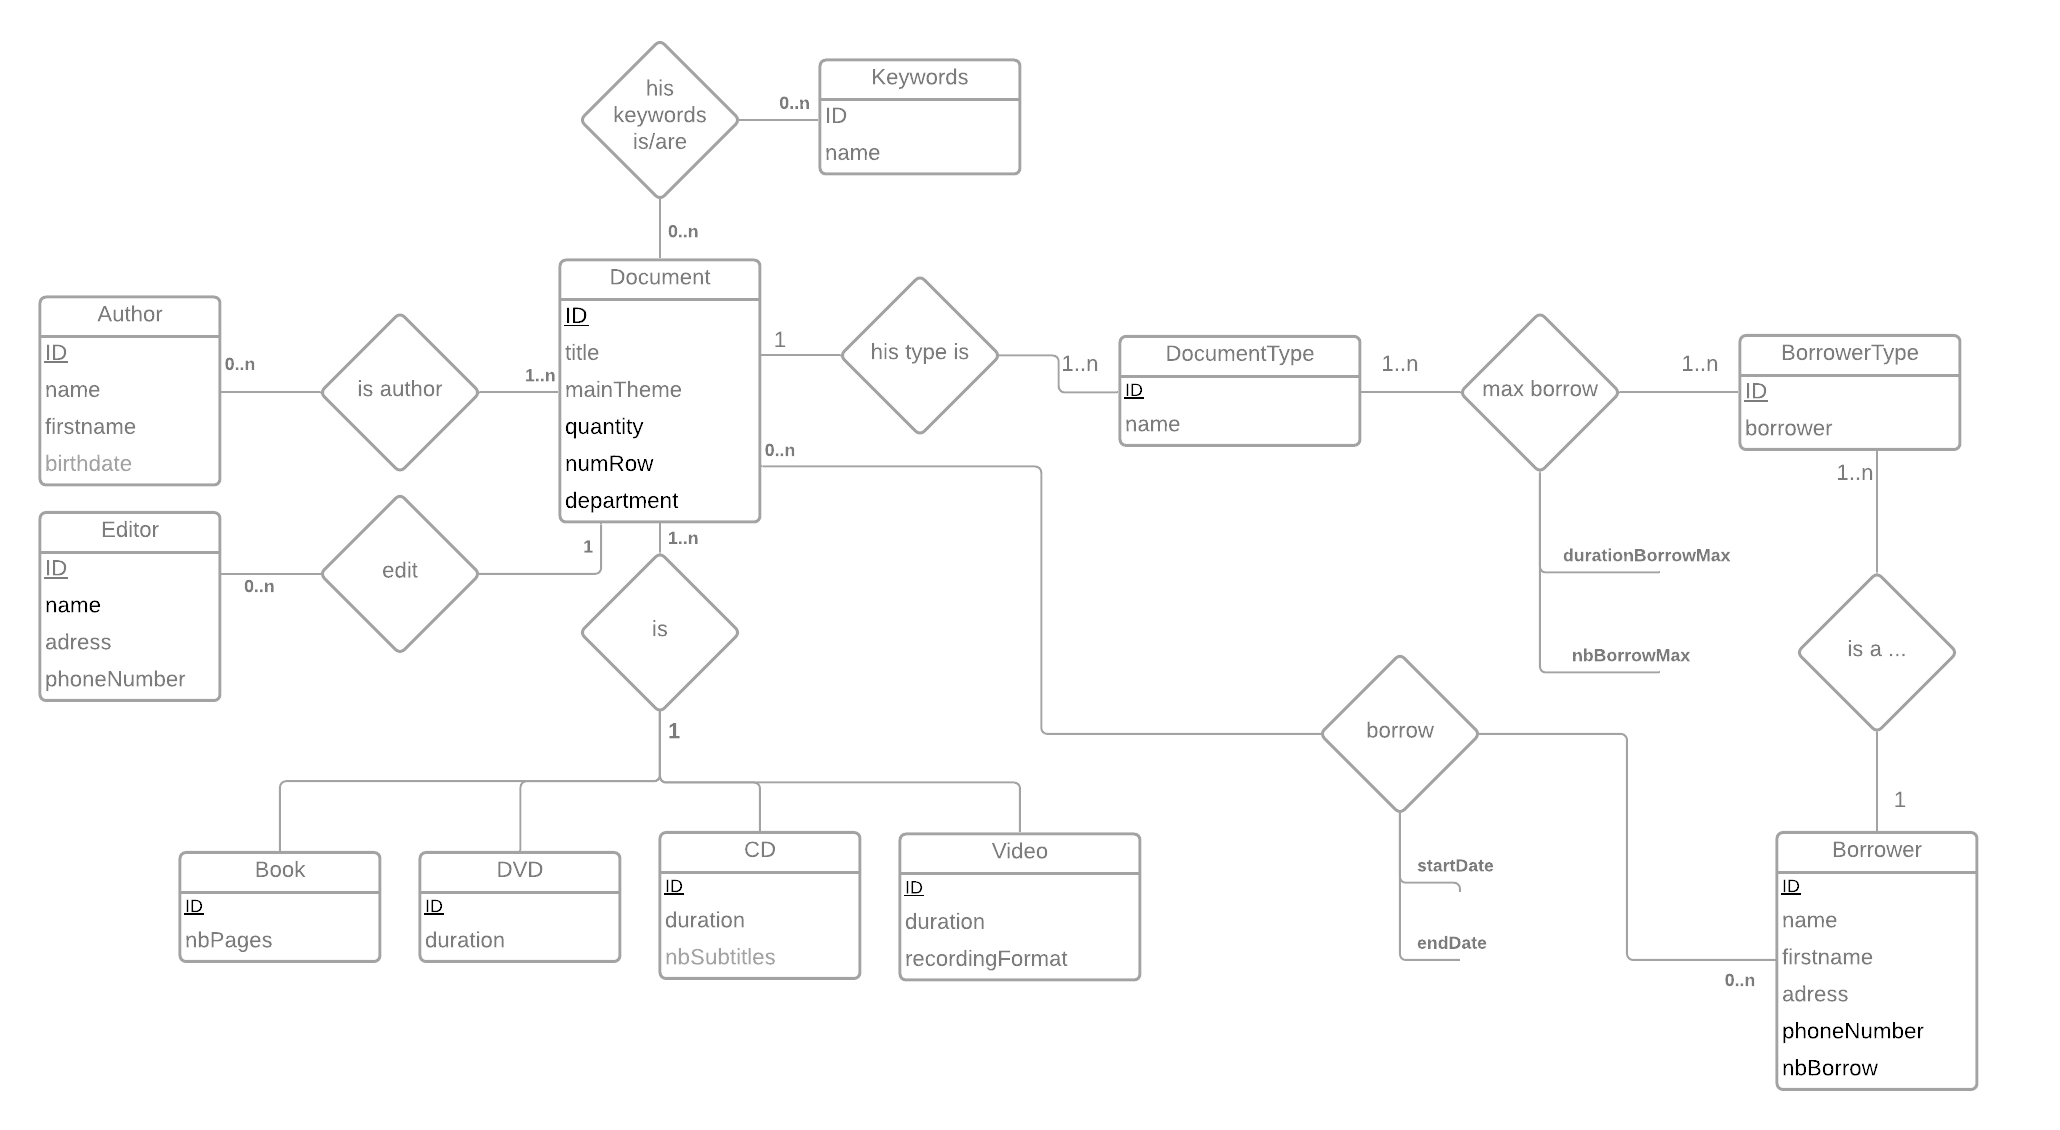 his
keywords
is/are
0..n
Keywords
ID
name
0..n
Document
ID
title
mainTheme
quantity
numRow
department
Author
ID
name
firstname
birthdate
0..n
is author
1..n
1
his type is
1..n
DocumentType
ID
name
1..n
max borrow
1..n
BorrowerType
ID
borrower
1..n
durationBorrowMax
nbBorrowMax
Editor
ID
name
adress
phoneNumber
0..n
edit
1
1..n
0..n
is
1
is a ...
1
borrow
startDate
endDate
0..n
Book
ID
nbPages
DVD
ID
duration
CD
ID
duration
nbSubtitles
Video
ID
duration
recordingFormat
Borrower
ID
name
firstname
adress
phoneNumber
nbBorrow